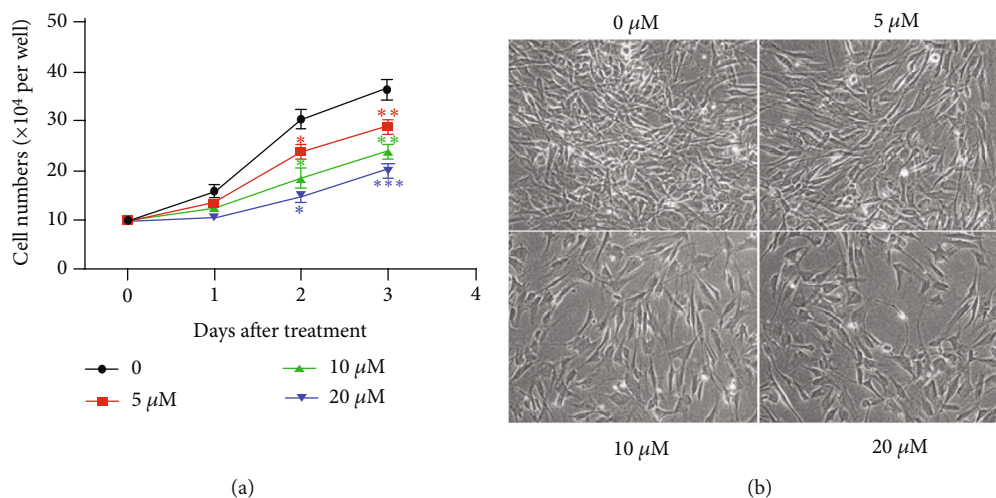 50
40
30
20
10
0
Cell numbers (×10⁴ per well)
**
*
**
*
***
*
0
1
2
3
4
Days after treatment
0
5 μM
10 μM
20 μM
(a)
0 μM
5 μM
10 μM
20 μM
(b)